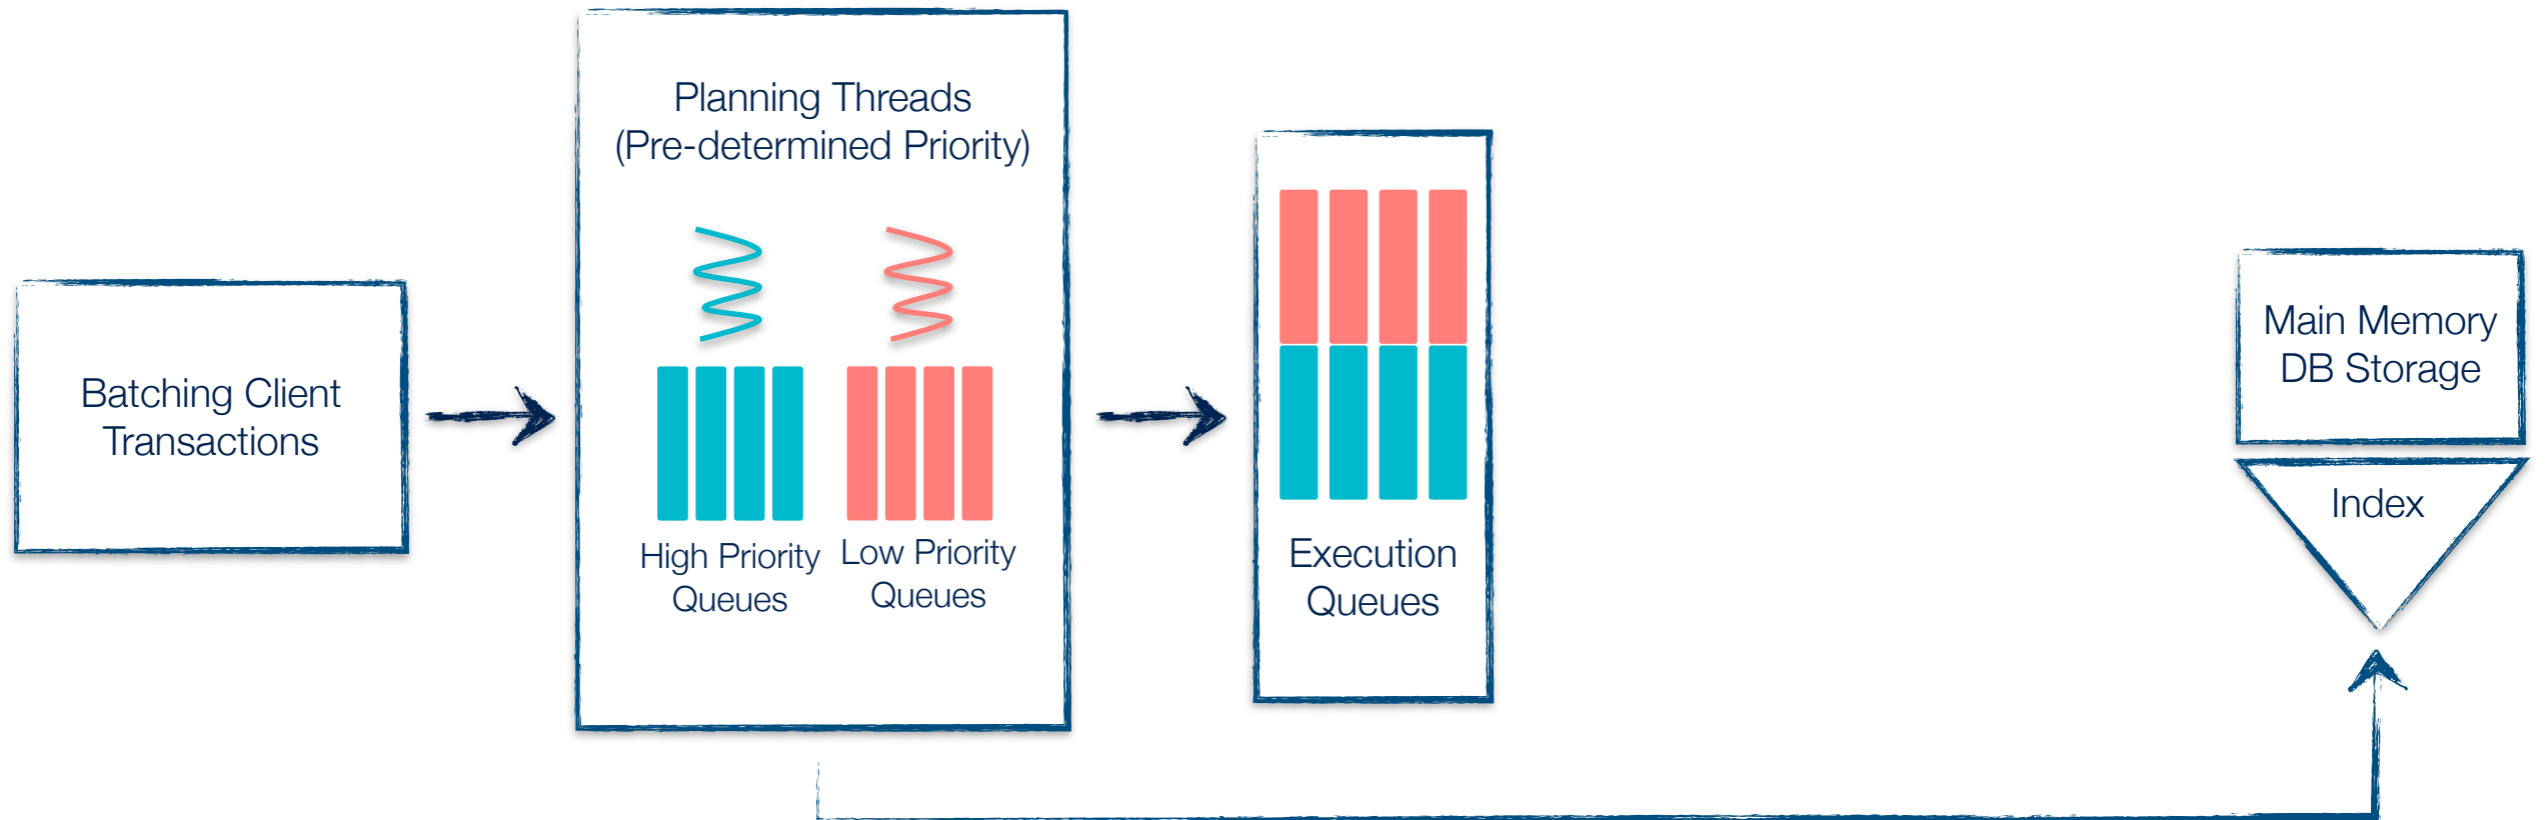 Batching Client
Transactions
Planning Threads
(Pre-determined Priority)
High Priority
Queues
Low Priority
Queues
Execution
Queues
Main Memory
DB Storage
Index